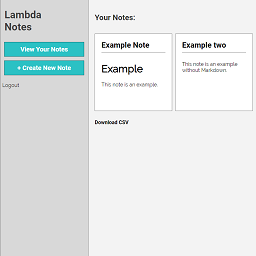 Lambda
Notes
View Your Notes
+ Create New Note
Logout
Your Notes:
Example Note
Example
This note is an example.
Example two
This note is an example
without Markdown.
Download CSV